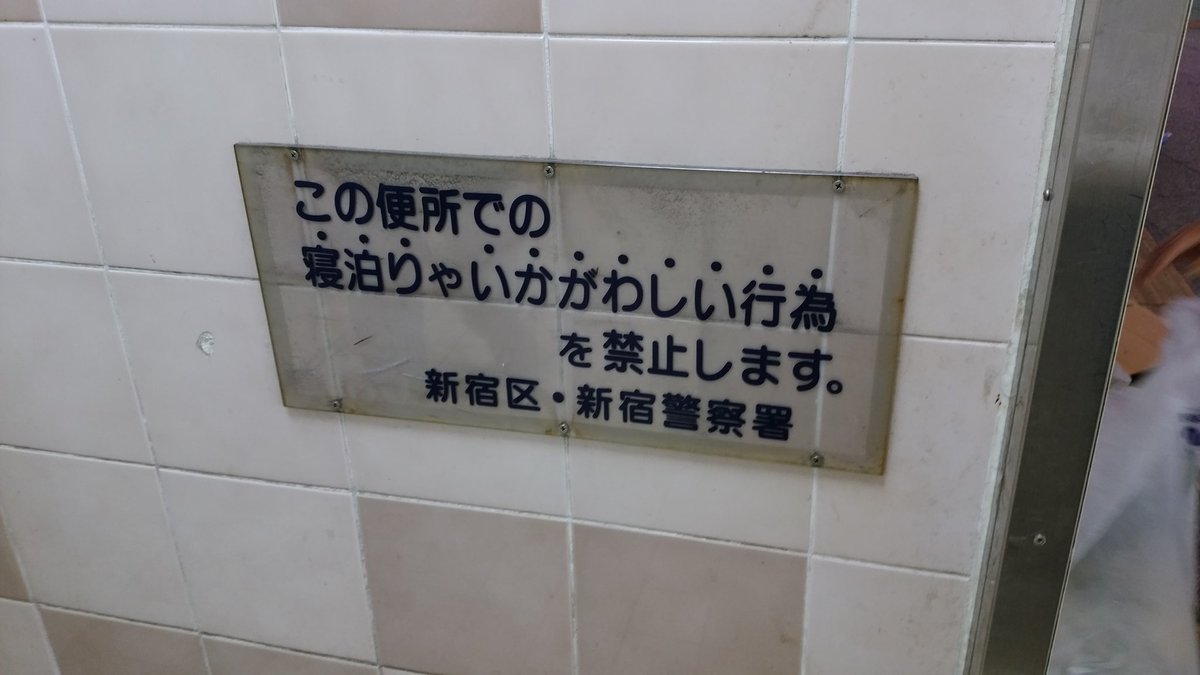 この便所での
寝泊りゃいかがわしい行為
を禁止します。
新宿区・新宿警察署